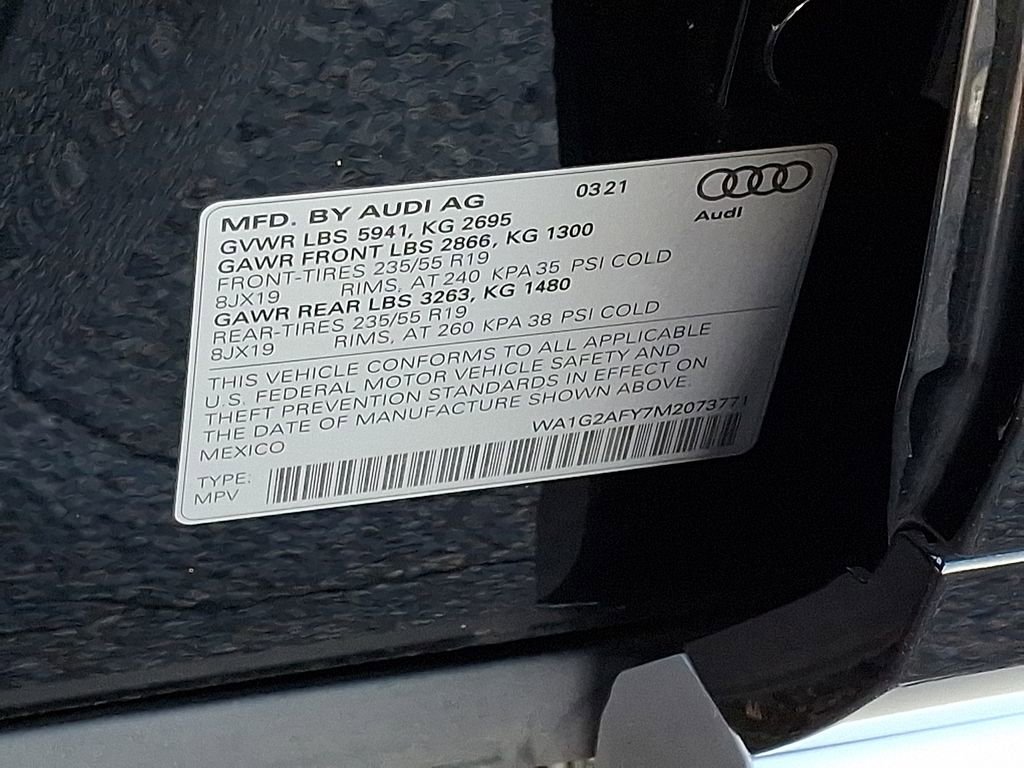 MFD. BY AUDI AG 0321
Audi
GVWR LBS 5941, KG 2695
GAWR FRONT LBS 2866, KG 1300
FRONT-TIRES 235/55 R19
8JX19 RIMS, AT 240 KPA 35 PSI COLD
GAWR REAR LBS 3263, KG 1480
REAR-TIRES 235/55 R19
8JX19 RIMS, AT 260 KPA 38 PSI COLD
THIS VEHICLE CONFORMS TO ALL APPLICABLE
U.S. FEDERAL MOTOR VEHICLE SAFETY AND
THEFT PREVENTION STANDARDS IN EFFECT ON
THE DATE OF MANUFACTURE SHOWN ABOVE.
MEXICO WA1G2AFY7M2073771
TYPE:
MPV